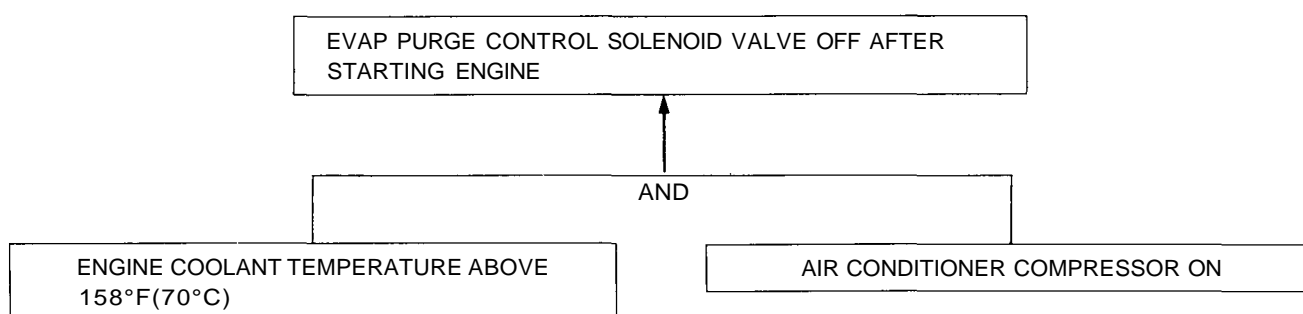 EVAP PURGE CONTROL SOLENOID VALVE OFF AFTER
STARTING ENGINE
AND
ENGINE COOLANT TEMPERATURE ABOVE
158°F(70°C)
AIR CONDITIONER COMPRESSOR ON